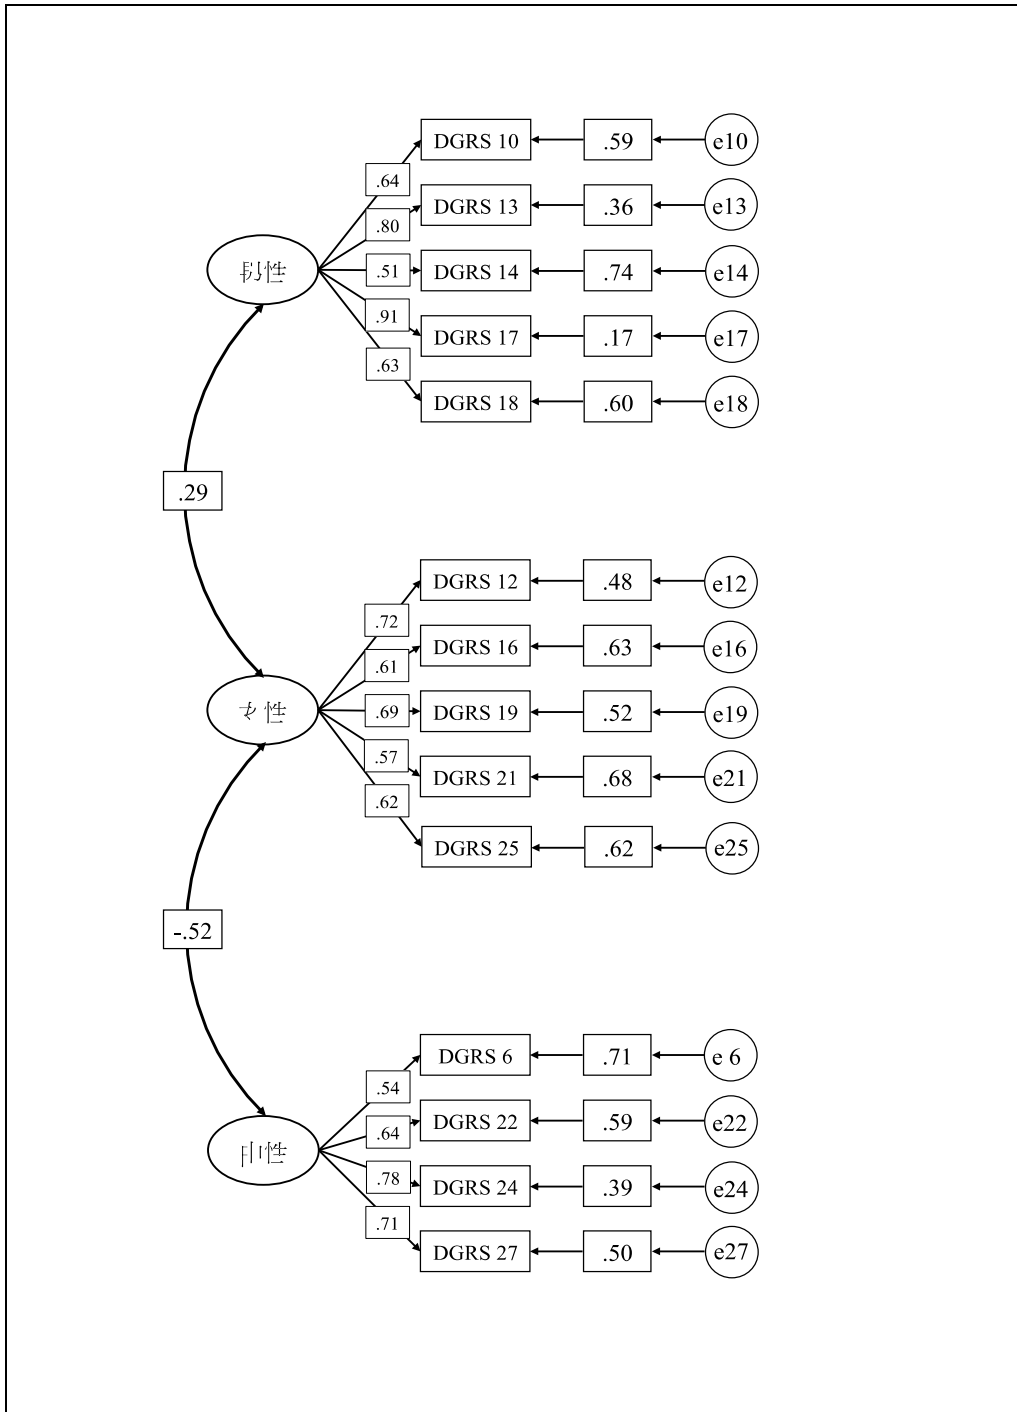 DGRS 10 .59 e10
.64
DGRS 13 .36 e13
.80
DGRS 14 .74 e14
.51
.91
DGRS 17 .17 e17
.63
DGRS 18 .60 e18
.29
DGRS 12 .48 e12
.72
DGRS 16 .63 e16
.61
DGRS 19 .52 e19
.69
.57
DGRS 21 .68 e21
.62
DGRS 25 .62 e25
-.52
DGRS 6 .71 e 6
.54
DGRS 22 .59 e22
.64
.78
DGRS 24 .39 e24
.71
DGRS 27 .50 e27